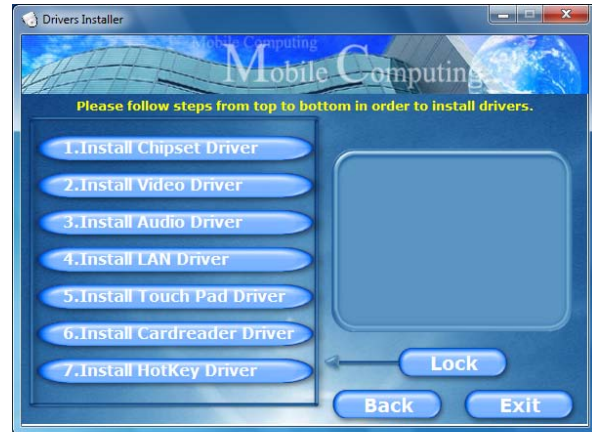 Drivers Installer
Mobile Computing
Mobile Computing
Please follow steps from top to bottom in order to install drivers.
1.Install Chipset Driver
2.Install Video Driver
3.Install Audio Driver
4.Install LAN Driver
5.Install Touch Pad Driver
6.Install Cardreader Driver
7.Install HotKey Driver
Lock
Back
Exit